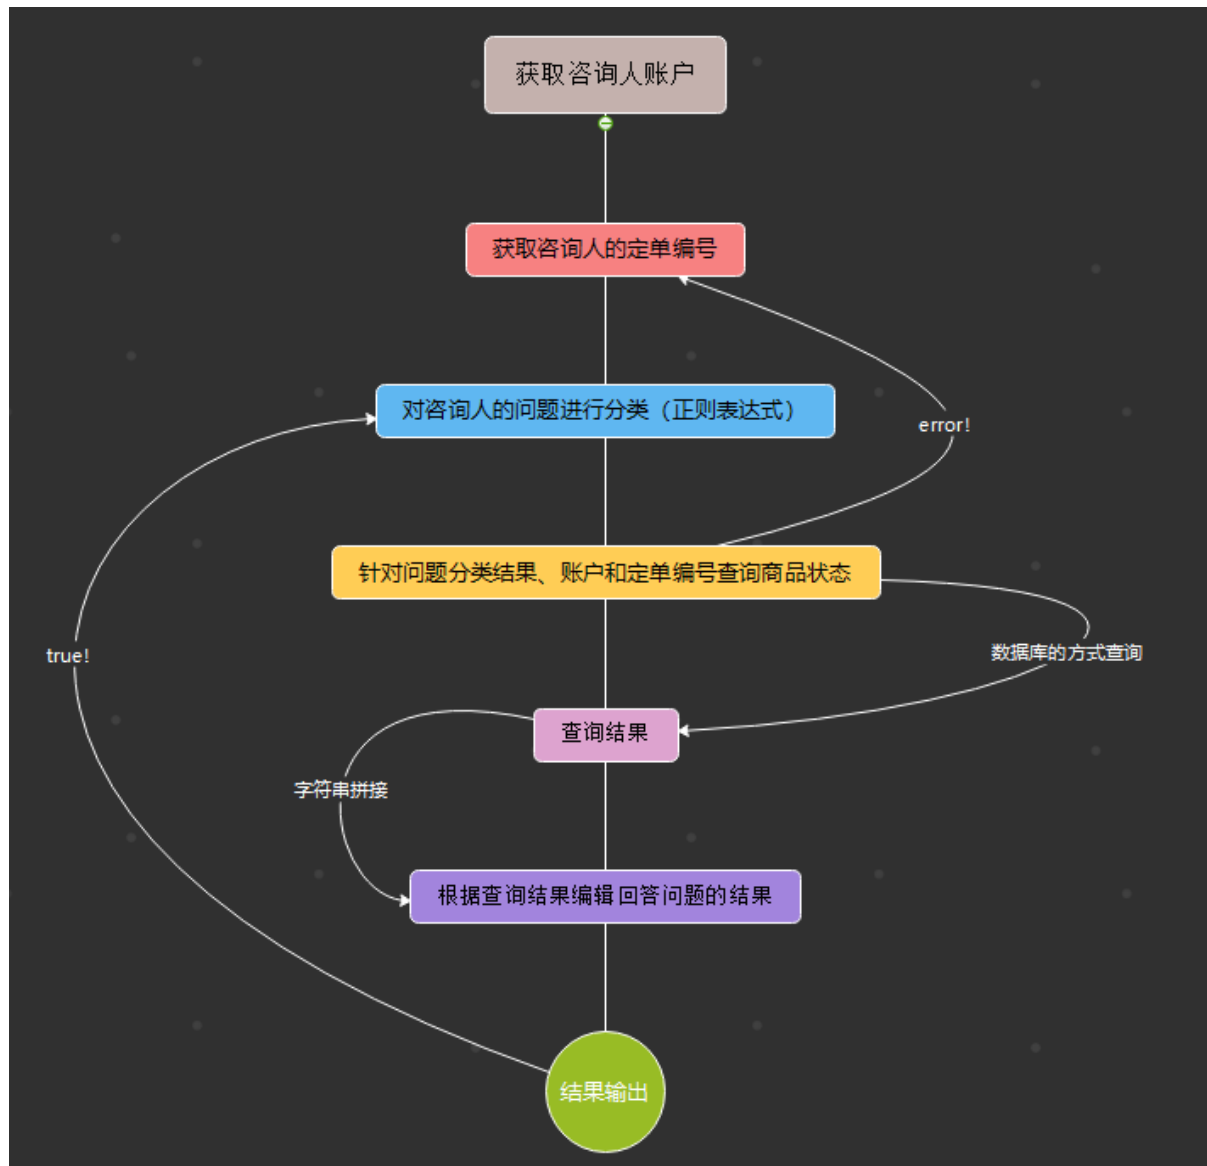 获取咨询人账户
获取咨询人的定单编号
对咨询人的问题进行分类（正则表达式）
error!
针对问题分类结果、账户和定单编号查询商品状态
true!
数据库的方式查询
查询结果
字符串拼接
根据查询结果编辑回答问题的结果
结果输出